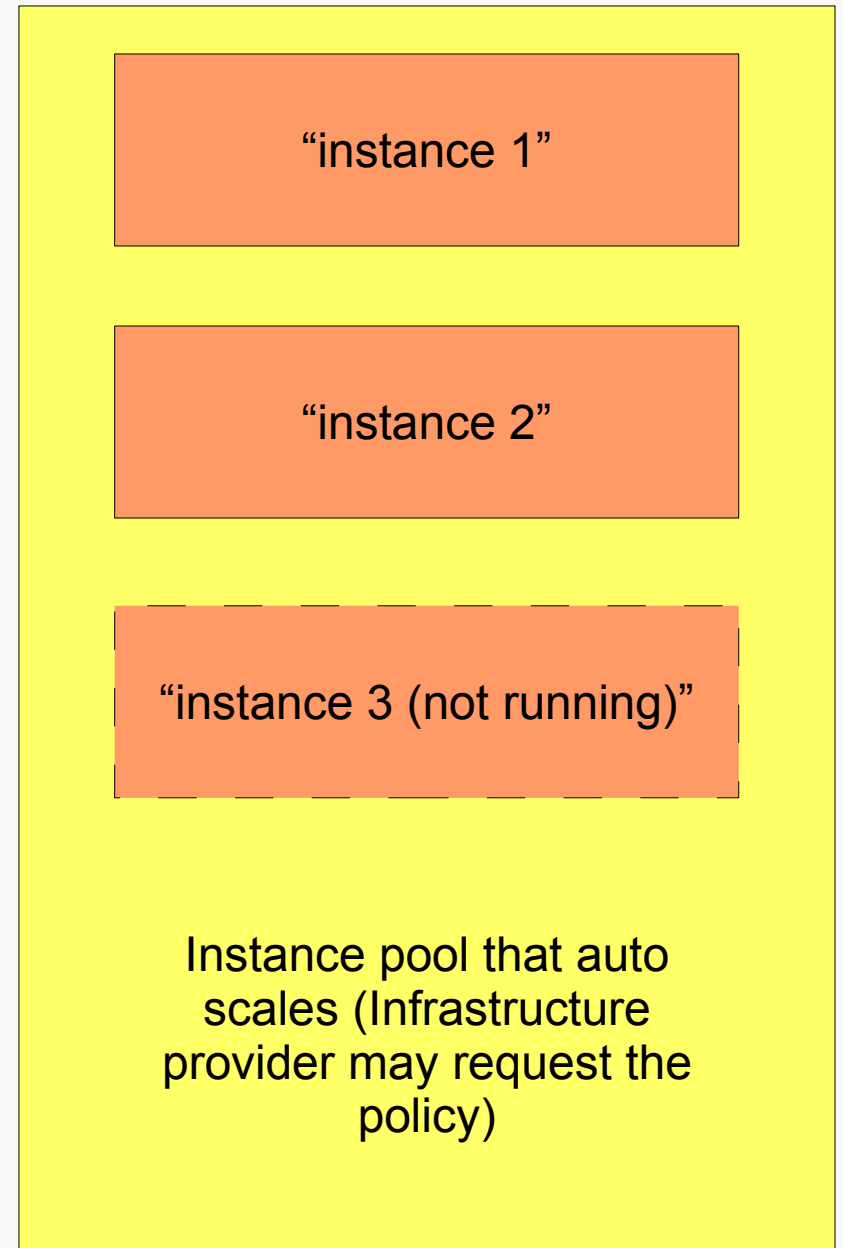 “instance 1”
“instance 2”
“instance 3 (not running)”
Instance pool that auto
scales (Infrastructure
provider may request the
policy)